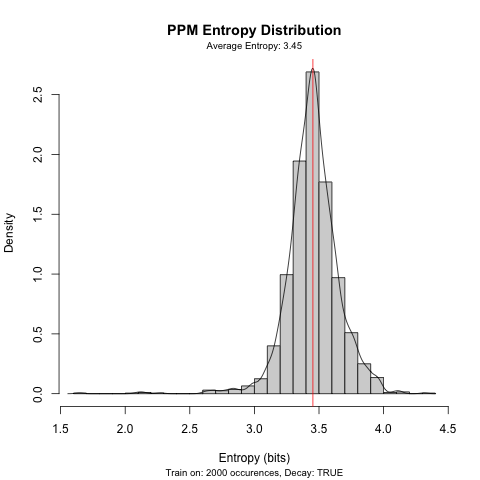 PPM Entropy Distribution
Average Entropy: 3.45
Density
2.5
2.0
1.5
1.0
0.5
0.0
1.5 2.0 2.5 3.0 3.5 4.0 4.5
Entropy (bits)
Train on: 2000 occurences, Decay: TRUE